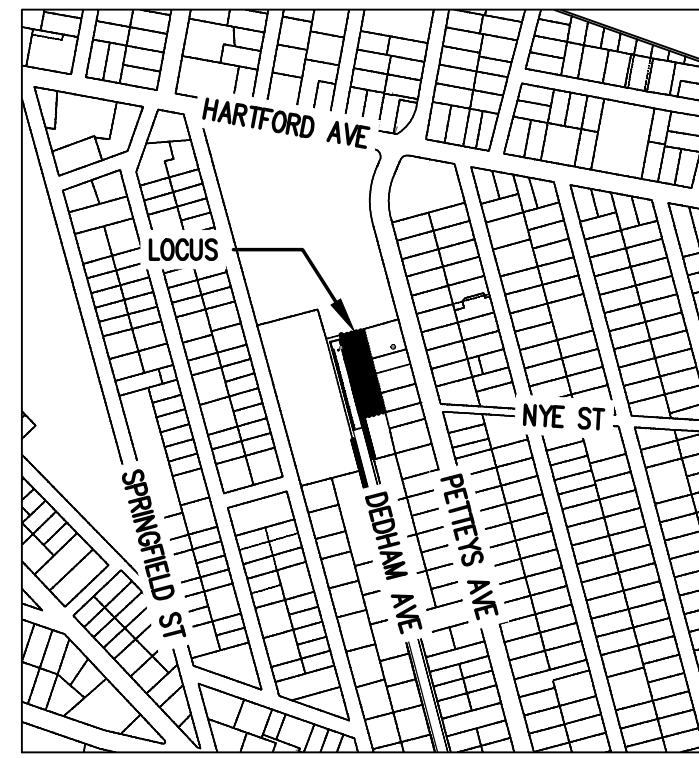 HARTFORD AVE
LOCUS
NYE ST
SPRINGFIELD ST
DEDHAM AVE
PETTEYS AVE